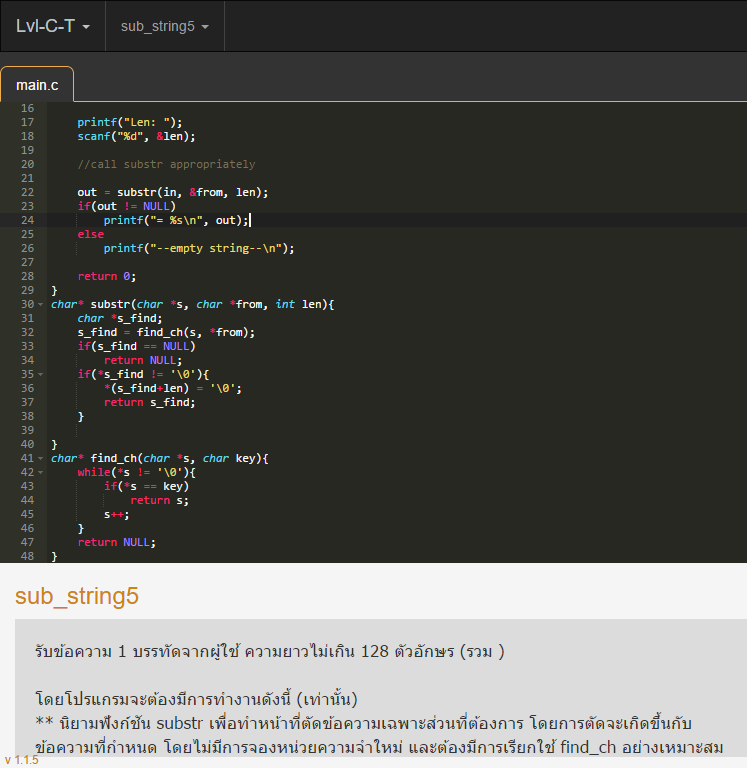 Lvl-C-T sub_string5
main.c
16
17 printf("Len: ");
18 scanf("%d", &len);
19
20 //call substr appropriately
21
22 out = substr(in, &from, len);
23 if(out != NULL)
24 printf("= %s\n", out);
25 else
26 printf("--empty string--\n");
27
28 return 0;
29 }
30 char* substr(char *s, char *from, int len){
31 char *s_find;
32 s_find = find_ch(s, *from);
33 if(s_find == NULL)
34 return NULL;
35 if(*s_find != '\0'){
36 *(s_find+len) = '\0';
37 return s_find;
38 }
39
40 }
41 char* find_ch(char *s, char key){
42 while(*s != '\0'){
43 if(*s == key)
44 return s;
45 s++;
46 }
47 return NULL;
48 }
sub_string5
รับข้อความ 1 บรรทัดจากผู้ใช้ ความยาวไม่เกิน 128 ตัวอักษร (รวม )
โดยโปรแกรมจะต้องมีการทำงานดังนี้ (เท่านั้น)
** นิยามฟังก์ชัน substr เพื่อทำหน้าที่ตัดข้อความเฉพาะส่วนที่ต้องการ โดยการตัดจะเกิดขึ้นกับ
ข้อความที่กำหนด โดยไม่มีการจองหน่วยความจำใหม่ และต้องมีการเรียกใช้ find_ch อย่างเหมาะสม
v 1.1.5